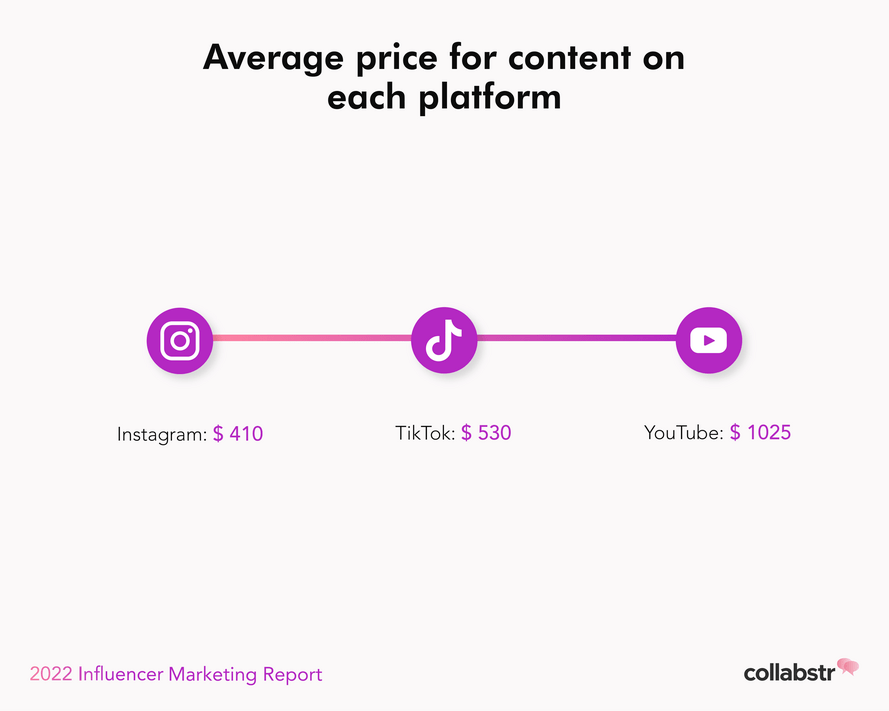 Average price for content on
each platform
Instagram: $ 410
TikTok: $ 530
YouTube: $ 1025
2022 Influencer Marketing Report
collabstr